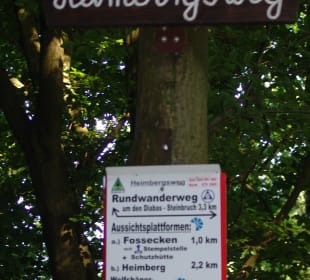 Heimbergsweg
Heimbergsweg
Rundwanderweg
um den Diabas - Steinbruch 3,3 km
Aussichtsplattformen:
a.) Fossecken 1,0 km
mit Stempelstelle
+ Schutzhütte
b.) Heimberg 2,2 km